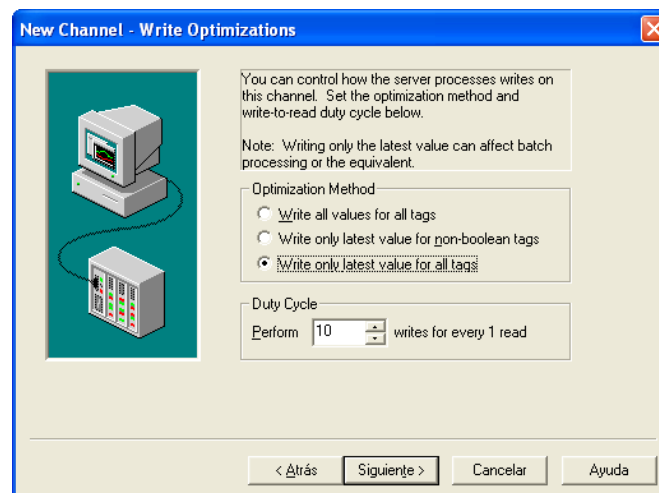 New Channel - Write Optimizations
You can control how the server processes writes on
this channel. Set the optimization method and
write-to-read duty cycle below.
Note: Writing only the latest value can affect batch
processing or the equivalent.
Optimization Method
Write all values for all tags
Write only latest value for non-boolean tags
Write only latest value for all tags
Duty Cycle
Perform 10 writes for every 1 read
< Atrás Siguiente > Cancelar Ayuda